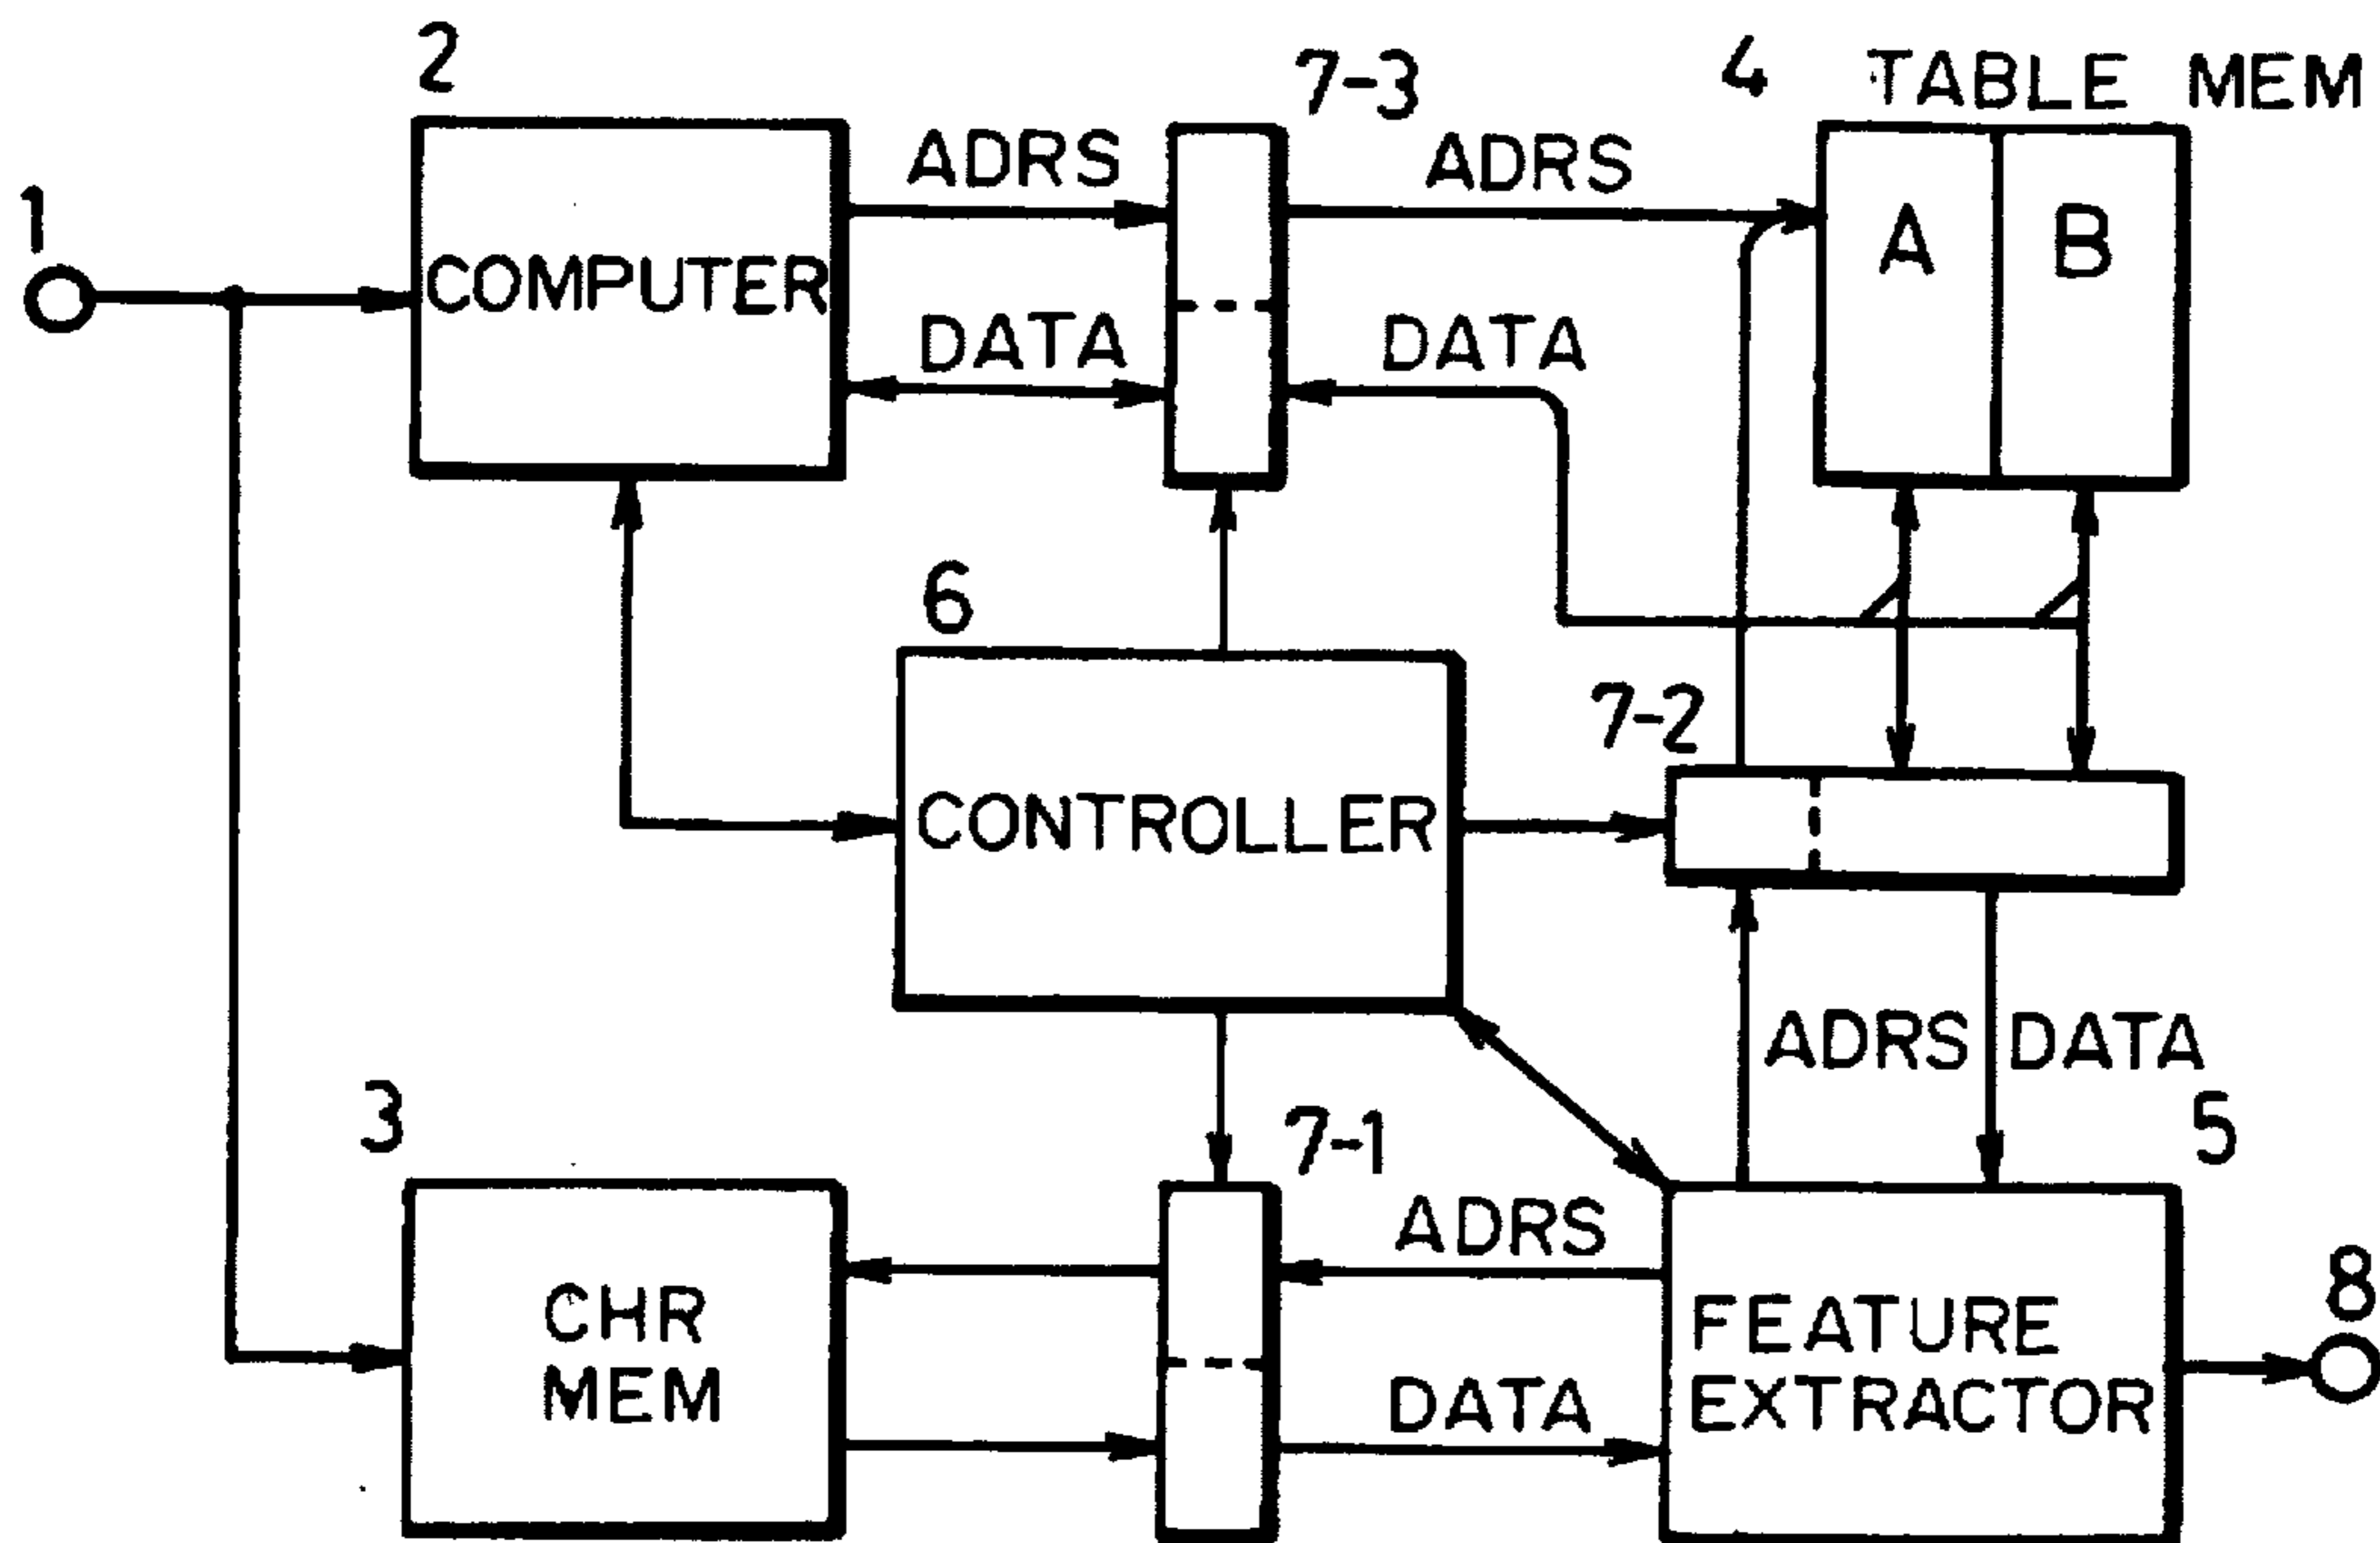 2
7-3
4 TABLE MEM
1
COMPUTER
ADRS
ADRS
A
B
DATA
DATA
6
7-2
CONTROLLER
ADRS
DATA
3
7-1
5
CHR
MEM
ADRS
DATA
FEATURE
EXTRACTOR
8